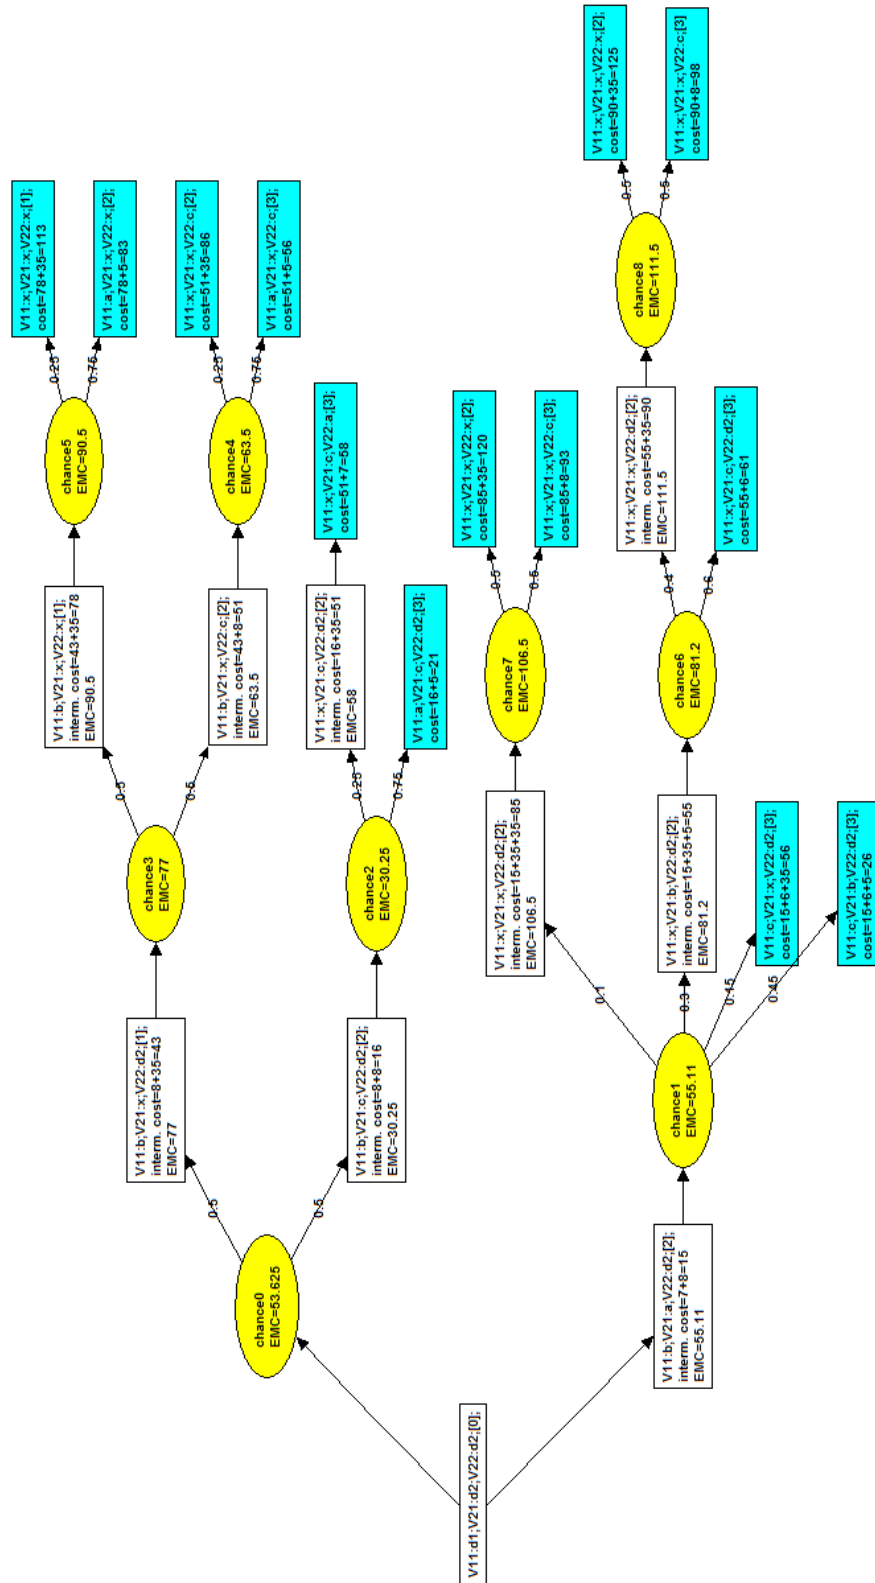 V11:d1;V21:d2;V22:d2;[0];
chance0
EMC=53.625
0.5
0.5
V11:b;V21:x;V22:d2;[1];
interm. cost=8+35=43
EMC=77
V11:b;V21:c;V22:d2;[2];
interm. cost=8+8=16
EMC=30.25
chance3
EMC=77
0.5
0.5
V11:b;V21:x;V22:x;[1];
interm. cost=43+35=78
EMC=90.5
V11:b;V21:x;V22:c;[2];
interm. cost=43+8=51
EMC=63.5
chance5
EMC=90.5
0.25
0.75
V11:x;V21:x;V22:x;[1];
cost=78+35=113
V11:a;V21:x;V22:x;[2];
cost=78+5=83
chance4
EMC=63.5
0.25
0.75
V11:x;V21:x;V22:c;[2];
cost=51+35=86
V11:a;V21:x;V22:c;[3];
cost=51+5=56
chance2
EMC=30.25
0.25
0.75
V11:x;V21:c;V22:d2;[2];
interm. cost=16+35=51
EMC=58
V11:x;V21:c;V22:a;[3];
cost=51+7=58
V11:a;V21:c;V22:d2;[3];
cost=16+5=21
V11:b;V21:a;V22:d2;[2];
interm. cost=7+8=15
EMC=55.11
chance1
EMC=55.11
0.1
0.3
0.15
0.45
V11:x;V21:x;V22:d2;[2];
interm. cost=15+35+35=85
EMC=106.5
chance7
EMC=106.5
0.5
0.5
V11:x;V21:x;V22:x;[2];
cost=85+35=120
V11:x;V21:x;V22:c;[3];
cost=85+8=93
V11:x;V21:b;V22:d2;[2];
interm. cost=15+35+5=55
EMC=81.2
chance6
EMC=81.2
0.4
0.6
V11:x;V21:x;V22:d2;[2];
interm. cost=55+35=90
EMC=111.5
chance8
EMC=111.5
0.5
0.5
V11:x;V21:x;V22:x;[2];
cost=90+35=125
V11:x;V21:x;V22:c;[3]
cost=90+8=98
V11:x;V21:c;V22:d2;[3];
cost=55+6=61
V11:c;V21:x;V22:d2;[3];
cost=15+6+35=56
V11:c;V21:b;V22:d2;[3];
cost=15+6+5=26